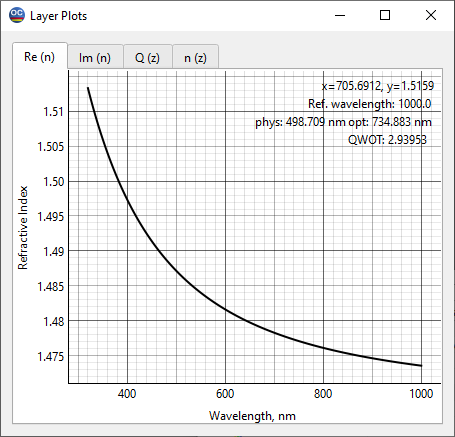 OC Layer Plots
Re (n) Im (n) Q (z) n (z)
x=705.6912, y=1.5159
Ref. wavelength: 1000.0
phys: 498.709 nm opt: 734.883 nm
QWOT: 2.93953
Refractive Index
1.51
1.505
1.50
1.495
1.49
1.485
1.48
1.475
400 600 800 1000
Wavelength, nm